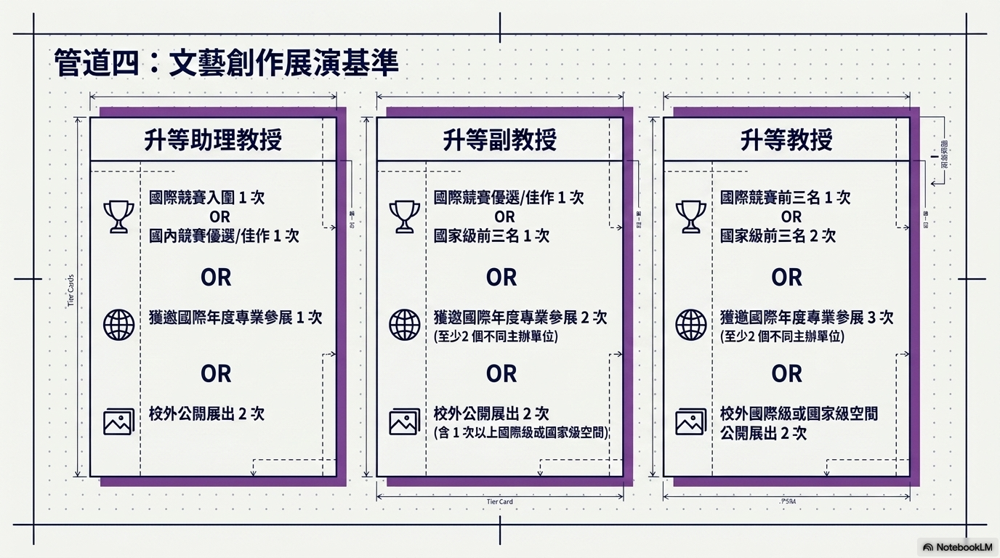 管道四：文藝創作展演基準
升等助理教授
國際競賽入圍 1 次
OR
國內競賽優選/佳作 1 次
OR
獲邀國際年度專業參展 1 次
OR
校外公開展出 2 次
升等副教授
國際競賽優選/佳作 1 次
OR
國家級前三名 1 次
OR
獲邀國際年度專業參展 2 次
(至少2 個不同主辦單位)
OR
校外公開展出 2 次
(含 1 次以上國際級或國家級空間)
升等教授
國際競賽前三名 1 次
OR
國家級前三名 2 次
OR
獲邀國際年度專業參展 3 次
(至少2 個不同主辦單位)
OR
校外國際級或國家級空間
公開展出 2 次
Tier Cards
Tier Card
NotebookLM